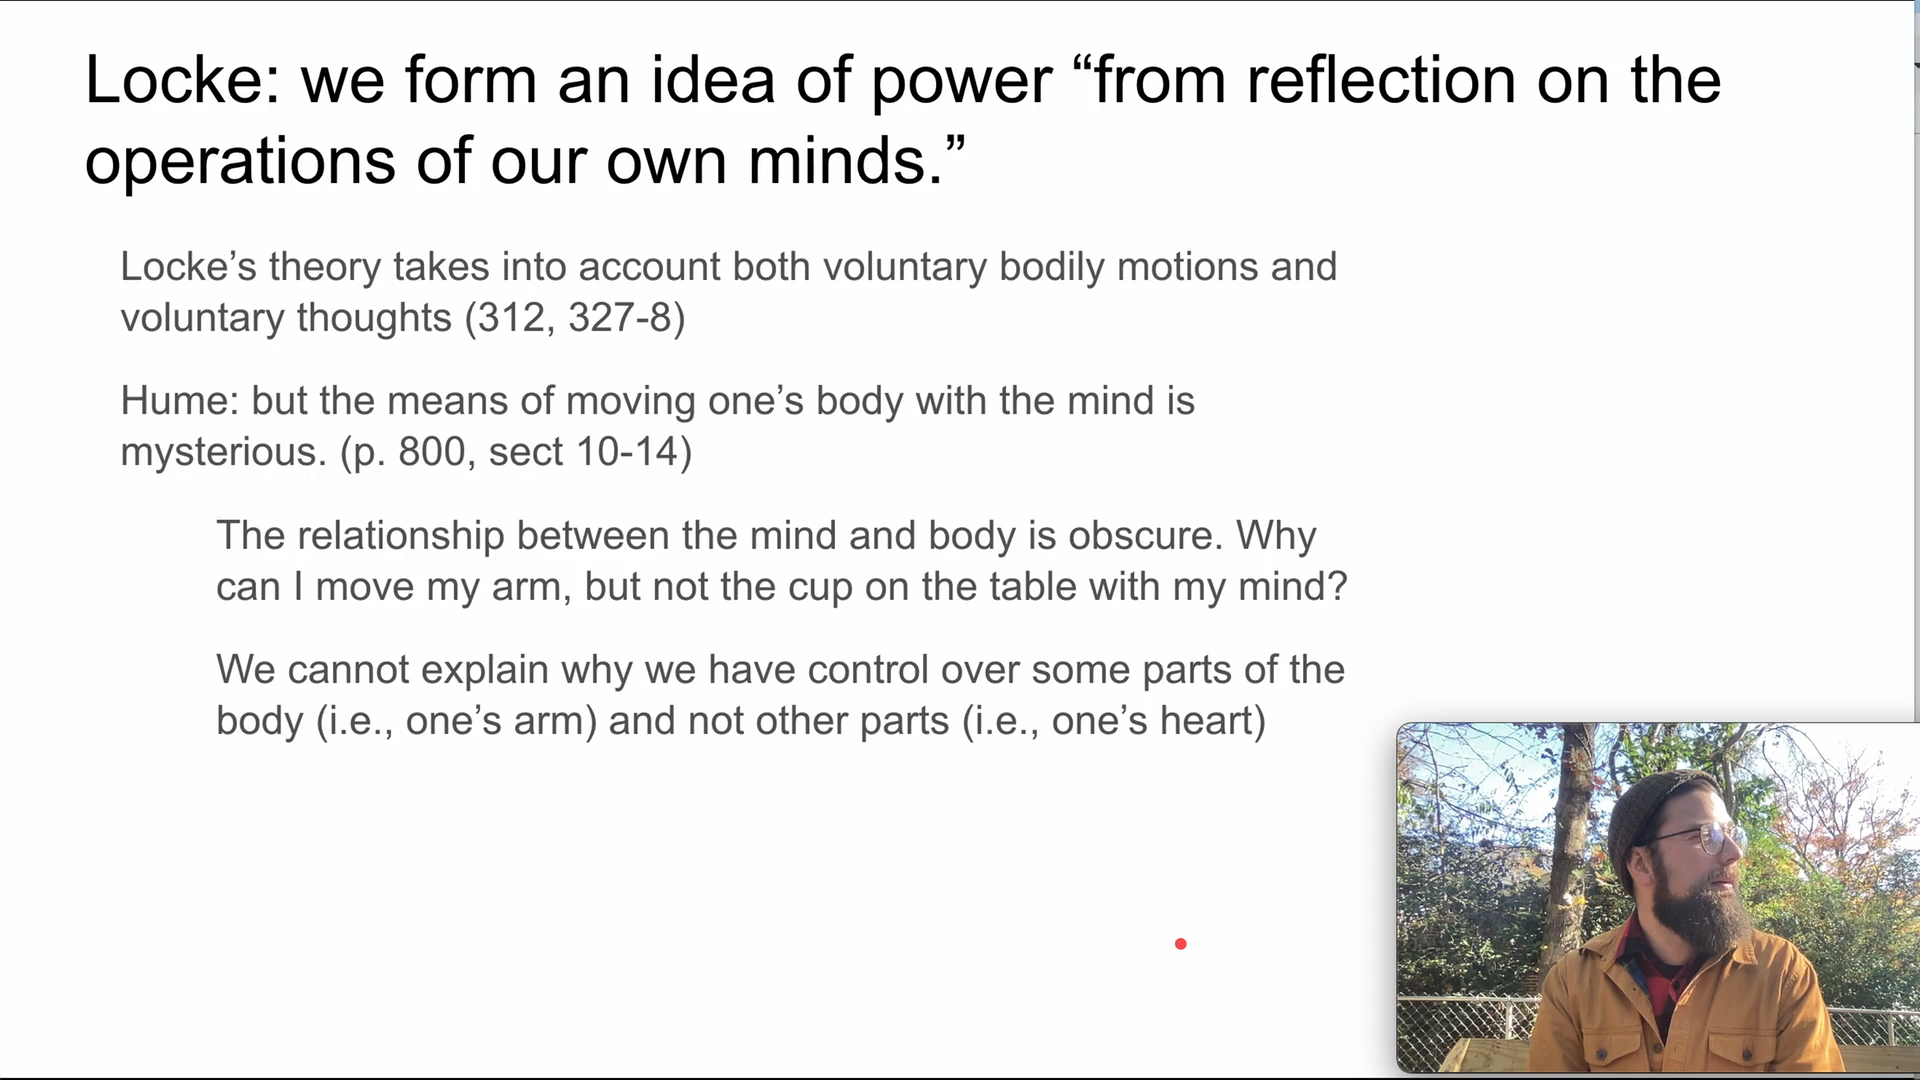 Locke: we form an idea of power “from reflection on the
operations of our own minds.”
Locke’s theory takes into account both voluntary bodily motions and
voluntary thoughts (312, 327-8)
Hume: but the means of moving one’s body with the mind is
mysterious. (p. 800, sect 10-14)
The relationship between the mind and body is obscure. Why
can I move my arm, but not the cup on the table with my mind?
We cannot explain why we have control over some parts of the
body (i.e., one’s arm) and not other parts (i.e., one’s heart)